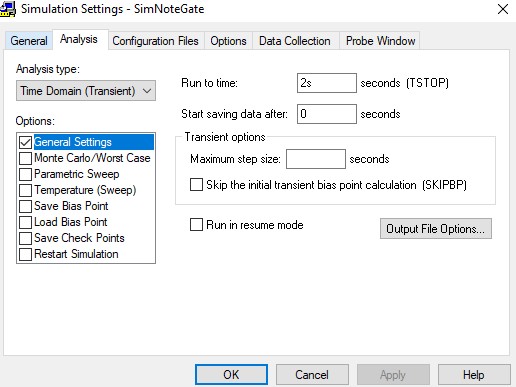 Simulation Settings - SimNoteGate
General Analysis Configuration Files Options Data Collection Probe Window
Analysis type:
Time Domain (Transient)
Options:
General Settings
Monte Carlo/Worst Case
Parametric Sweep
Temperature (Sweep)
Save Bias Point
Load Bias Point
Save Check Points
Restart Simulation
Run to time: 2s seconds (TSTOP)
Start saving data after: 0 seconds
Transient options
Maximum step size: seconds
Skip the initial transient bias point calculation (SKIPBP)
Run in resume mode
Output File Options...
OK Cancel Apply Help